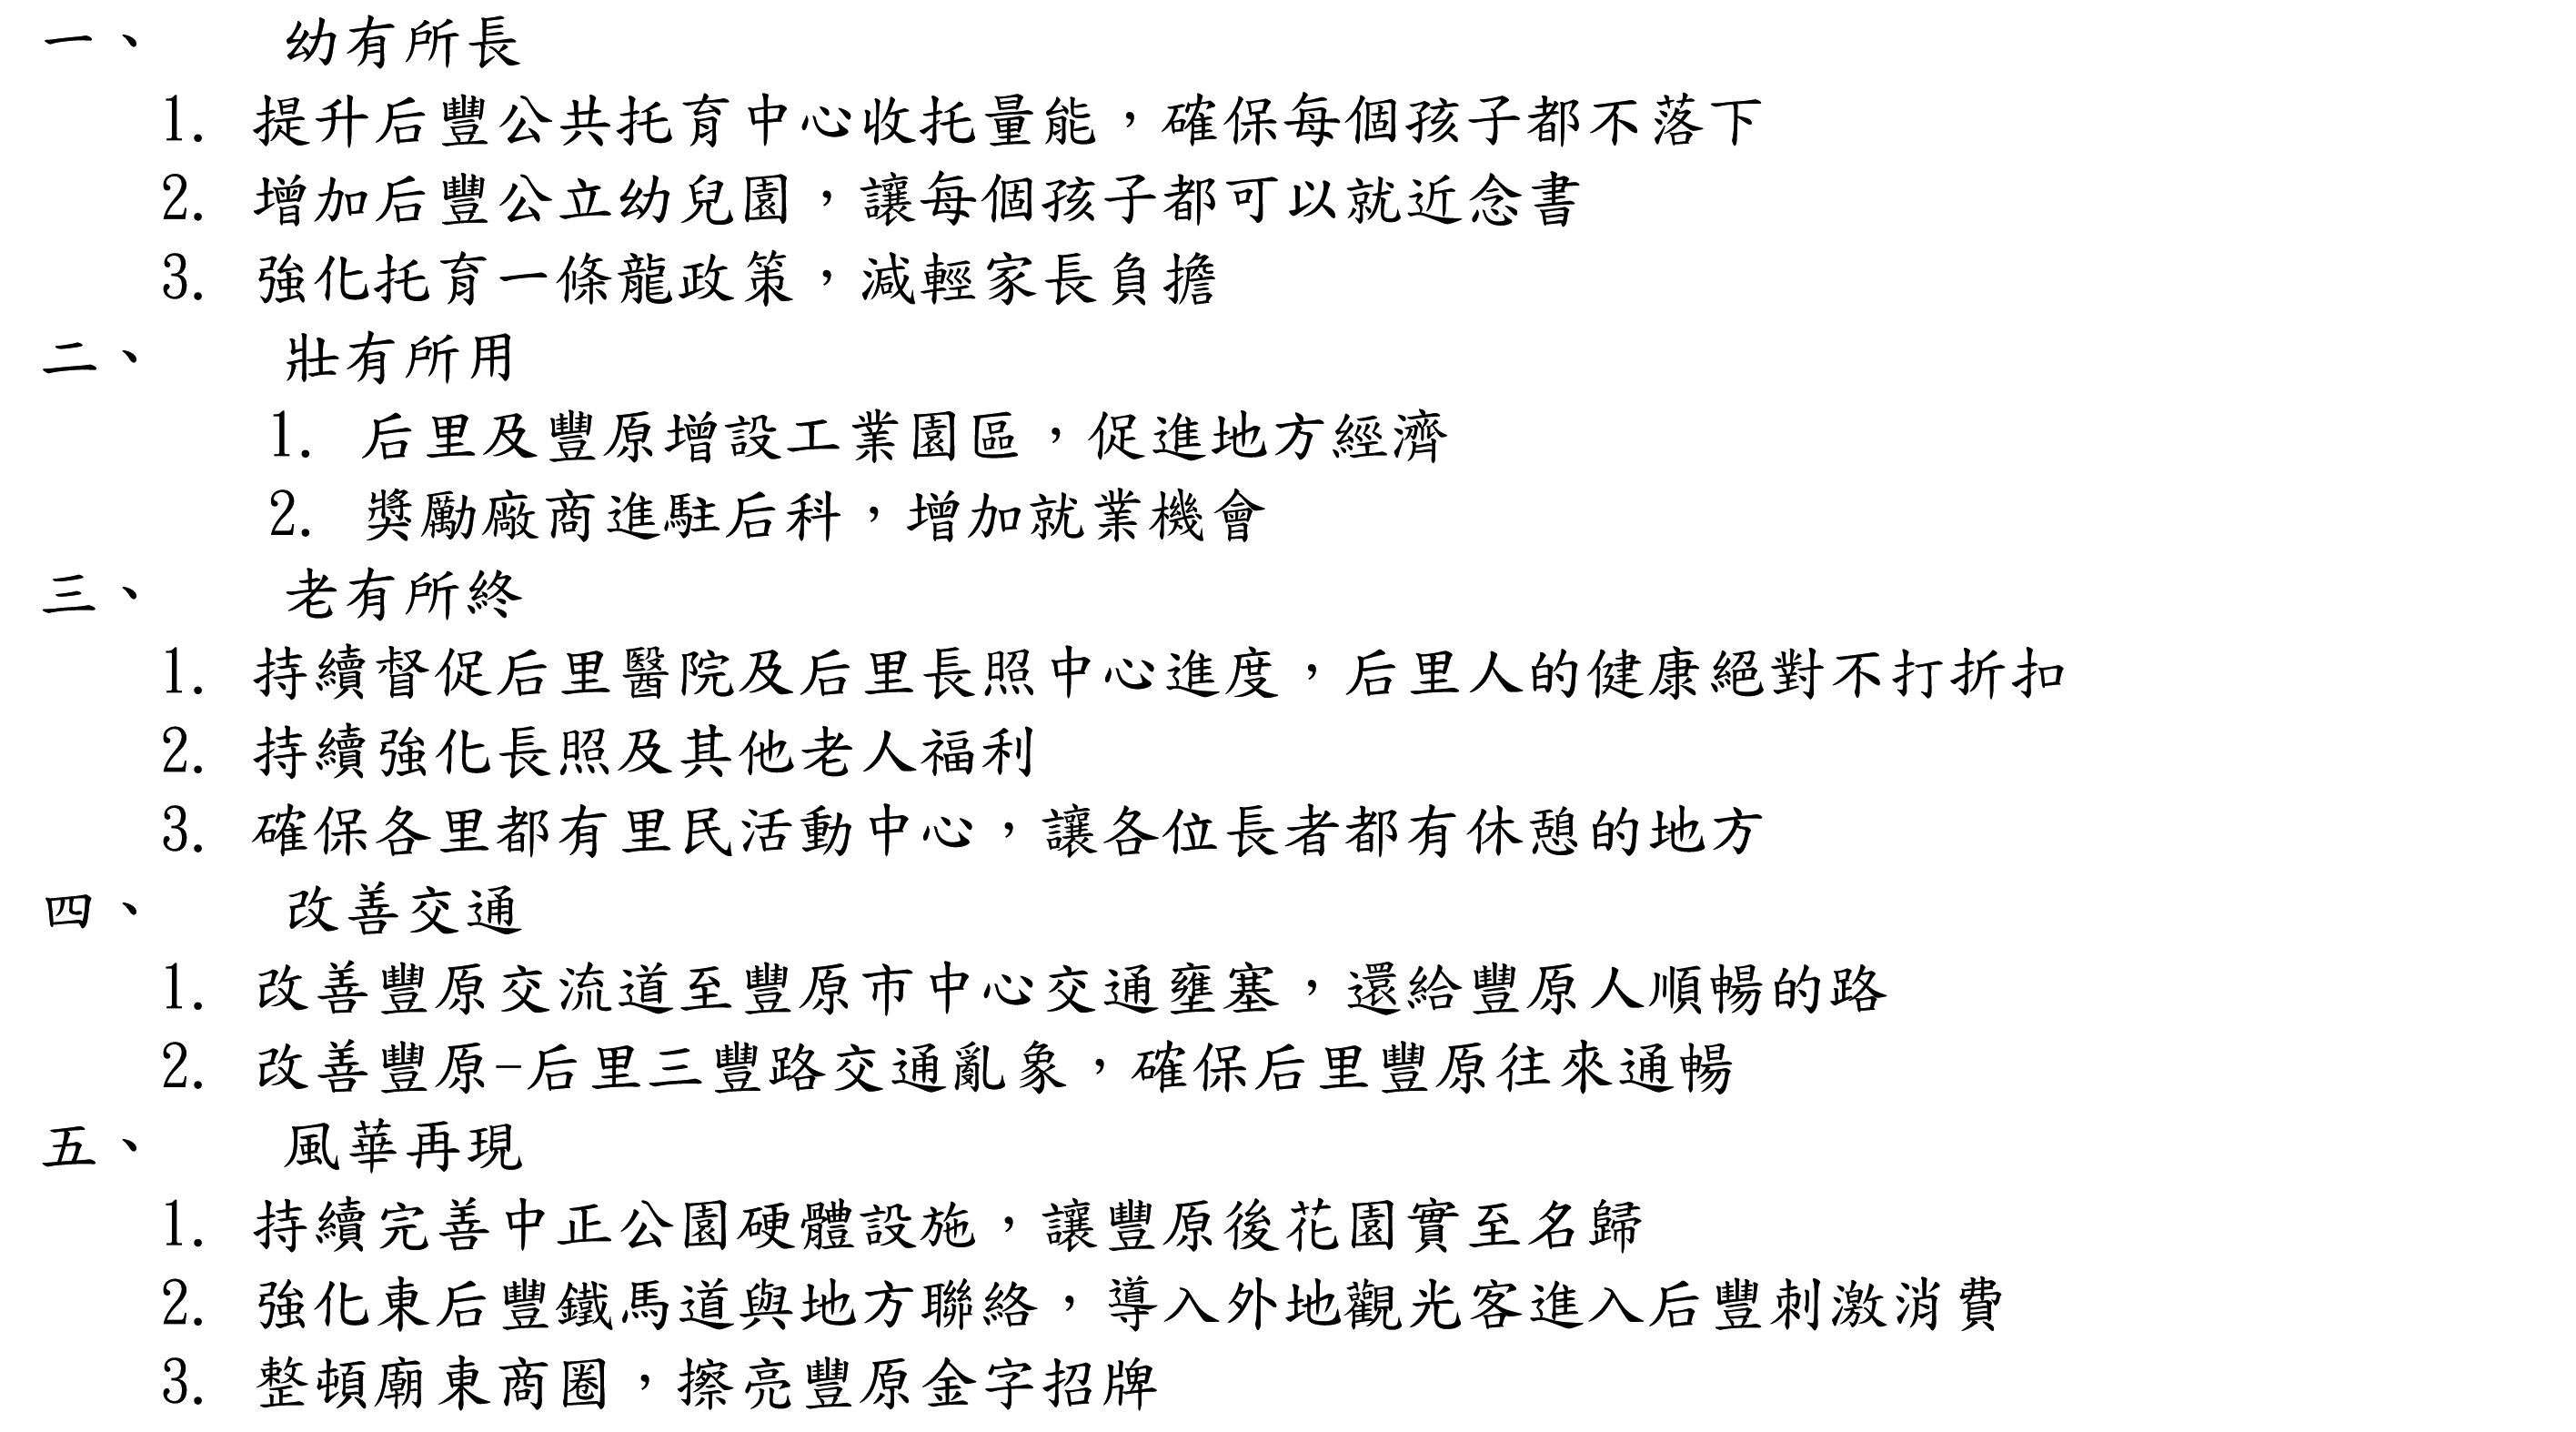 一、 幼有所長
1. 提升后豐公共托育中心收托量能，確保每個孩子都不落下
2. 增加后豐公立幼兒園，讓每個孩子都可以就近念書
3. 強化托育一條龍政策，減輕家長負擔
二、 壯有所用
1. 后里及豐原增設工業園區，促進地方經濟
2. 獎勵廠商進駐后科，增加就業機會
三、 老有所終
1. 持續督促后里醫院及后里長照中心進度，后里人的健康絕對不打折扣
2. 持續強化長照及其他老人福利
3. 確保各里都有里民活動中心，讓各位長者都有休憩的地方
四、 改善交通
1. 改善豐原交流道至豐原市中心交通壅塞，還給豐原人順暢的路
2. 改善豐原-后里三豐路交通亂象，確保后里豐原往來通暢
五、 風華再現
1. 持續完善中正公園硬體設施，讓豐原後花園實至名歸
2. 強化東后豐鐵馬道與地方聯絡，導入外地觀光客進入后豐刺激消費
3. 整頓廟東商圈，擦亮豐原金字招牌